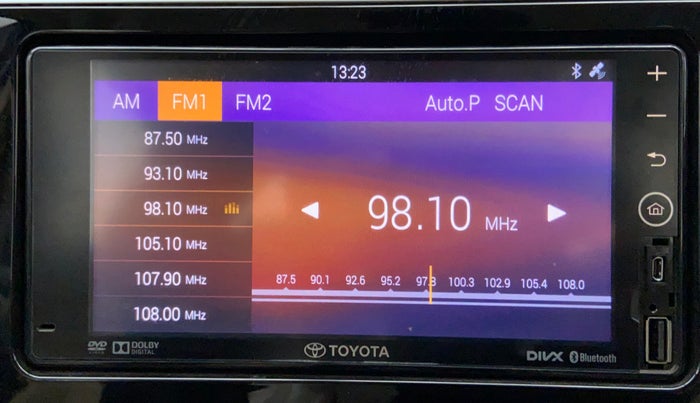 13:23
AM FM1 FM2 Auto.P SCAN
87.50 MHz
93.10 MHz
98.10 MHz
105.10 MHz
107.90 MHz
108.00 MHz
98.10 MHz
87.5 90.1 92.6 95.2 97.8 100.3 102.9 105.4 108.0
DVD DOLBY DIGITAL TOYOTA DIVX Bluetooth